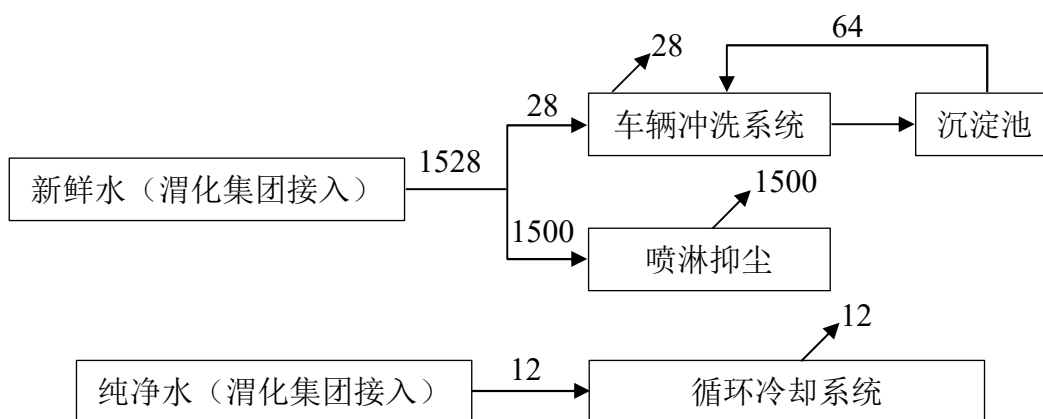 64
28
28
车辆冲洗系统
沉淀池
1528
新鲜水（渭化集团接入）
1500
1500
喷淋抑尘
12
纯净水（渭化集团接入）
12
循环冷却系统